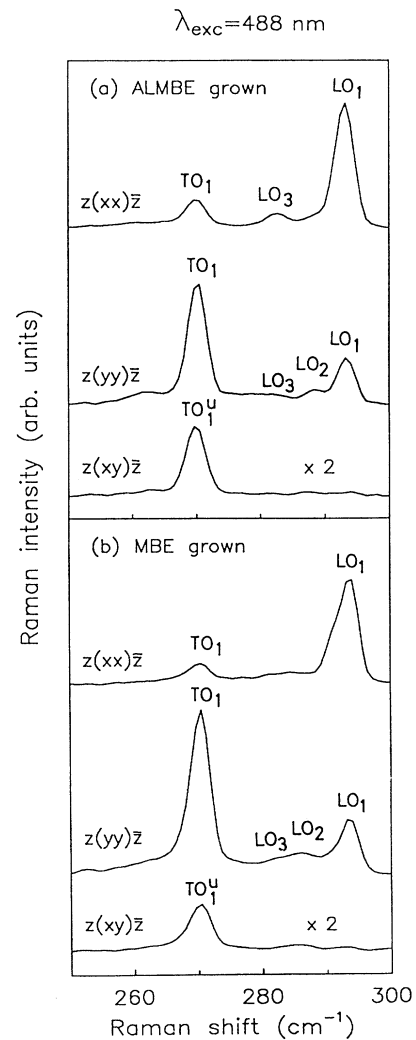 λexc=488 nm
(a) ALMBE grown
LO1
TO1
LO3
z(xx)z̄
TO1
LO1
LO2
LO3
z(yy)z̄
TO1u
z(xy)z̄
x 2
(b) MBE grown
LO1
TO1
z(xx)z̄
TO1
LO1
LO3 LO2
z(yy)z̄
TO1u
z(xy)z̄
x 2
260 280 300
Raman shift (cm⁻¹)
Raman intensity (arb. units)